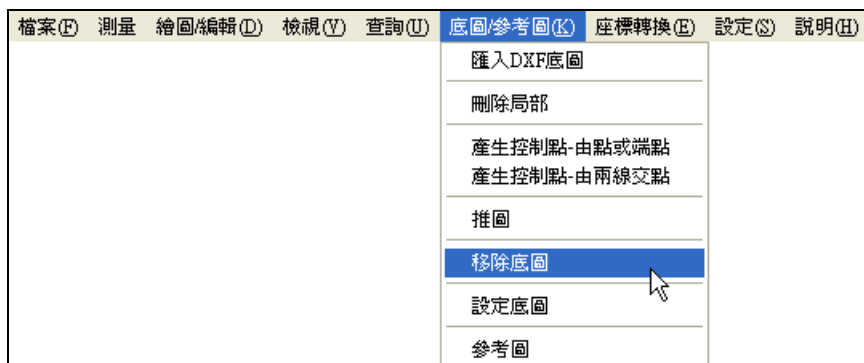 檔案(F) 測量 繪圖/編輯(D) 檢視(V) 查詢(U) 底圖/參考圖(K) 座標轉換(E) 設定(S) 說明(H)
匯入DXF底圖
刪除局部
產生控制點-由點或端點
產生控制點-由兩線交點
推圖
移除底圖
設定底圖
參考圖